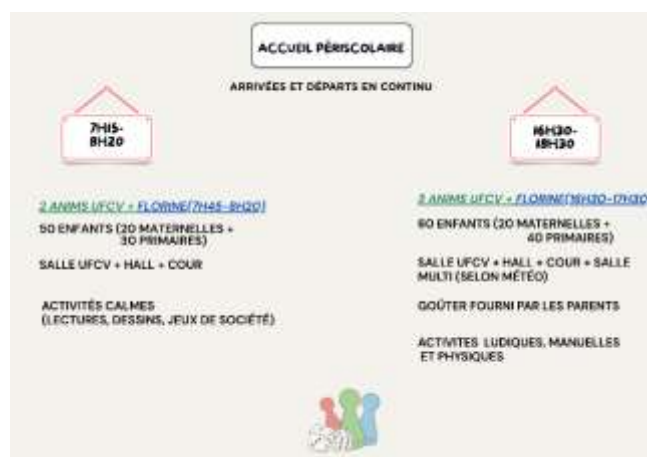 ACCUEIL PÉRISCOLAIRE
ARRIVÉES ET DÉPARTS EN CONTINU
7H15-
8H20
2 ANIMS UFCV + FLORINE(7H45-8H20)
50 ENFANTS (20 MATERNELLES +
30 PRIMAIRES)
SALLE UFCV + HALL + COUR
ACTIVITÉS CALMES
(LECTURES, DESSINS, JEUX DE SOCIÉTÉ)
16H30-
18H30
ANIMS UFCV + FLORINE(16H30-17H30
60 ENFANTS (20 MATERNELLES +
40 PRIMAIRES)
SALLE UFCV + HALL + COUR + SALLE
MULTI (SELON MÉTÉO)
GOÛTER FOURNI PAR LES PARENTS
ACTIVITES LUDIQUES, MANUELLES
ET PHYSIQUES